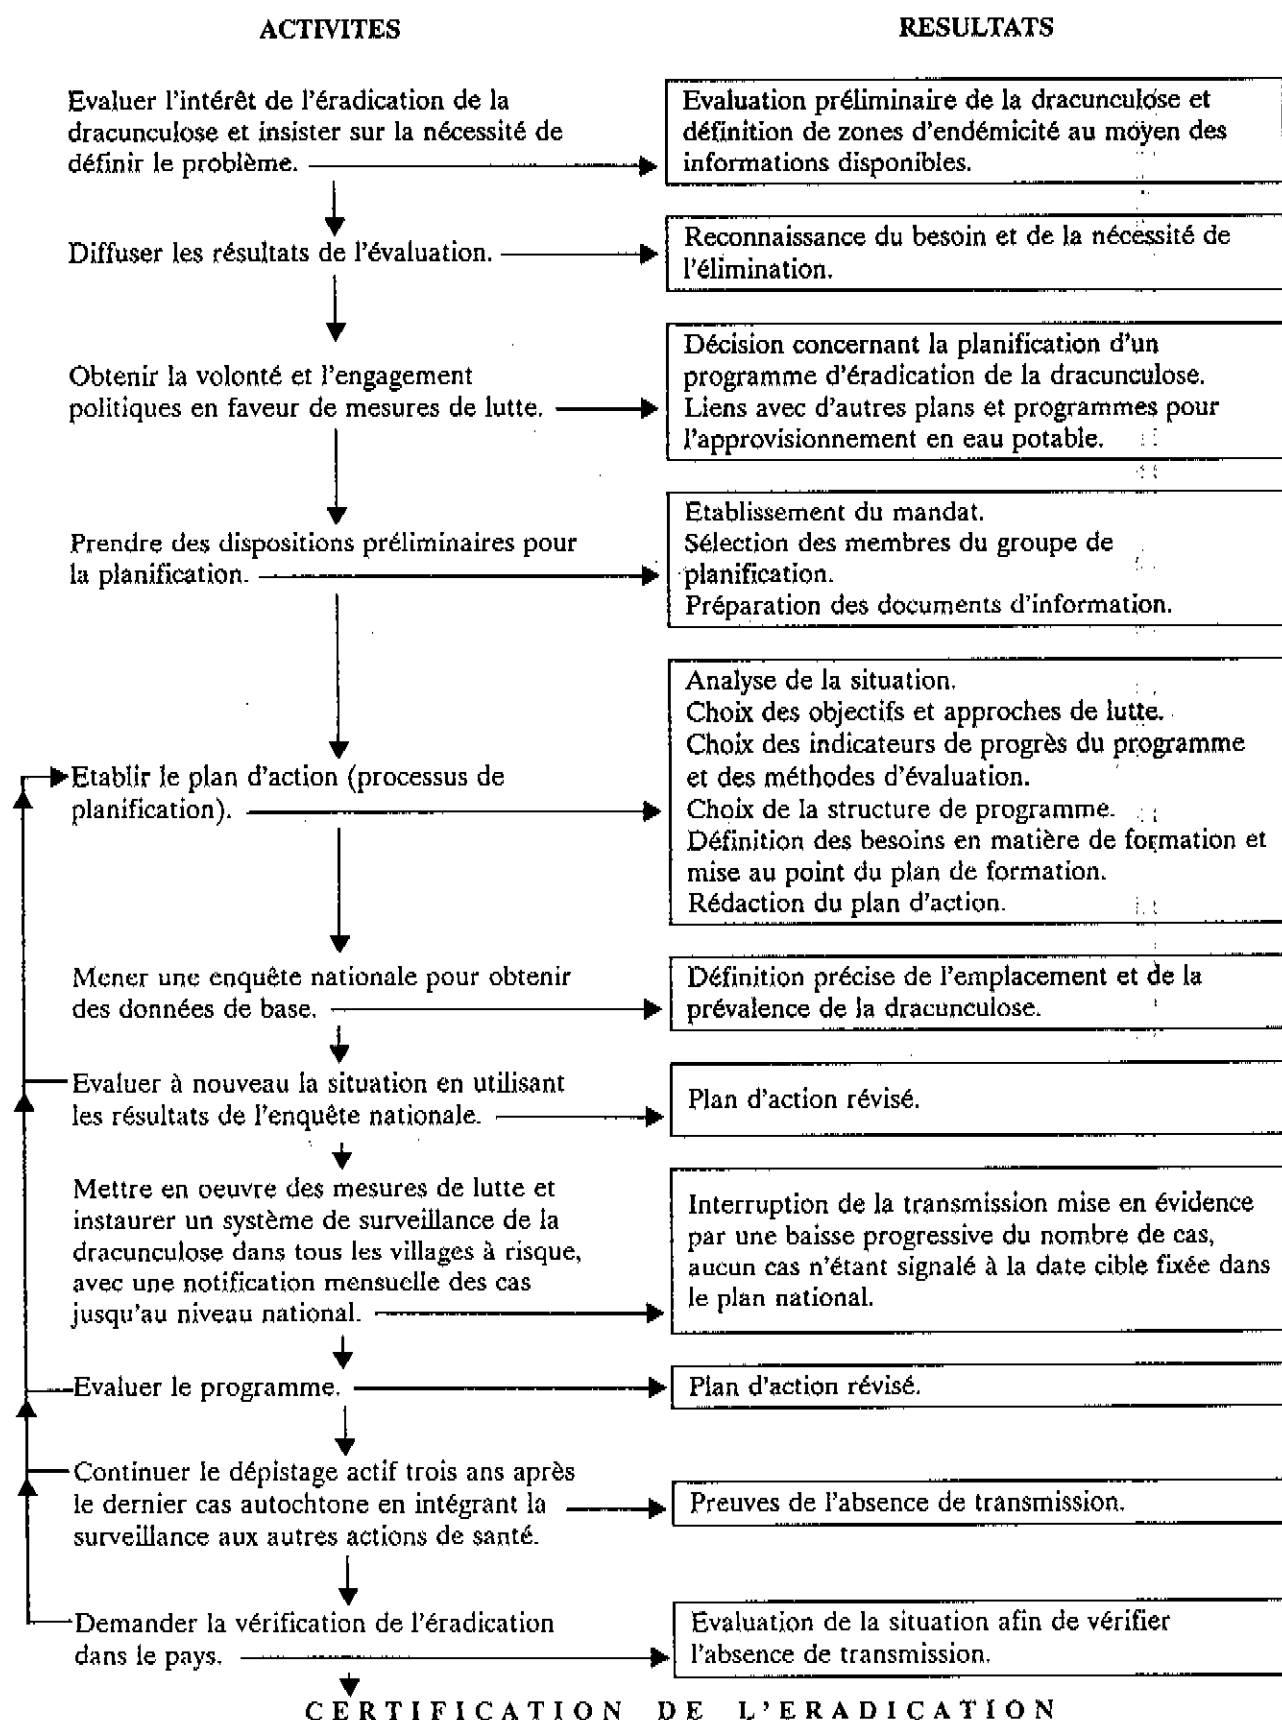 ACTIVITES
RESULTATS
Evaluer l'intérêt de l'éradication de la
dracunculose et insister sur la nécessité de
définir le problème.
Evaluation préliminaire de la dracunculose et
définition de zones d'endémicité au moyen des
informations disponibles.
Diffuser les résultats de l'évaluation.
Reconnaissance du besoin et de la nécessité de
l'élimination.
Obtenir la volonté et l'engagement
politiques en faveur de mesures de lutte.
Décision concernant la planification d'un
programme d'éradication de la dracunculose.
Liens avec d'autres plans et programmes pour
l'approvisionnement en eau potable.
Prendre des dispositions préliminaires pour
la planification.
Etablissement du mandat.
Sélection des membres du groupe de
planification.
Préparation des documents d'information.
Etablir le plan d'action (processus de
planification).
Analyse de la situation.
Choix des objectifs et approches de lutte.
Choix des indicateurs de progrès du programme
et des méthodes d'évaluation.
Choix de la structure de programme.
Définition des besoins en matière de formation et
mise au point du plan de formation.
Rédaction du plan d'action.
Mener une enquête nationale pour obtenir
des données de base.
Définition précise de l'emplacement et de la
prévalence de la dracunculose.
Evaluer à nouveau la situation en utilisant
les résultats de l'enquête nationale.
Plan d'action révisé.
Mettre en oeuvre des mesures de lutte et
instaurer un système de surveillance de la
dracunculose dans tous les villages à risque,
avec une notification mensuelle des cas
jusqu'au niveau national.
Interruption de la transmission mise en évidence
par une baisse progressive du nombre de cas,
aucun cas n'étant signalé à la date cible fixée dans
le plan national.
Evaluer le programme.
Plan d'action révisé.
Continuer le dépistage actif trois ans après
le dernier cas autochtone en intégrant la
surveillance aux autres actions de santé.
Preuves de l'absence de transmission.
Demander la vérification de l'éradication
dans le pays.
Evaluation de la situation afin de vérifier
l'absence de transmission.
CERTIFICATION DE L'ERADICATION